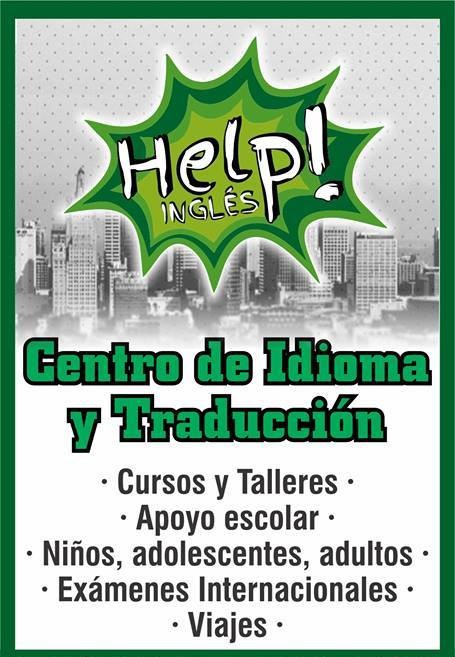 Help!
INGLÉS
Centro de Idioma
y Traducción
· Cursos y Talleres ·
· Apoyo escolar ·
· Niños, adolescentes, adultos ·
· Exámenes Internacionales ·
· Viajes ·